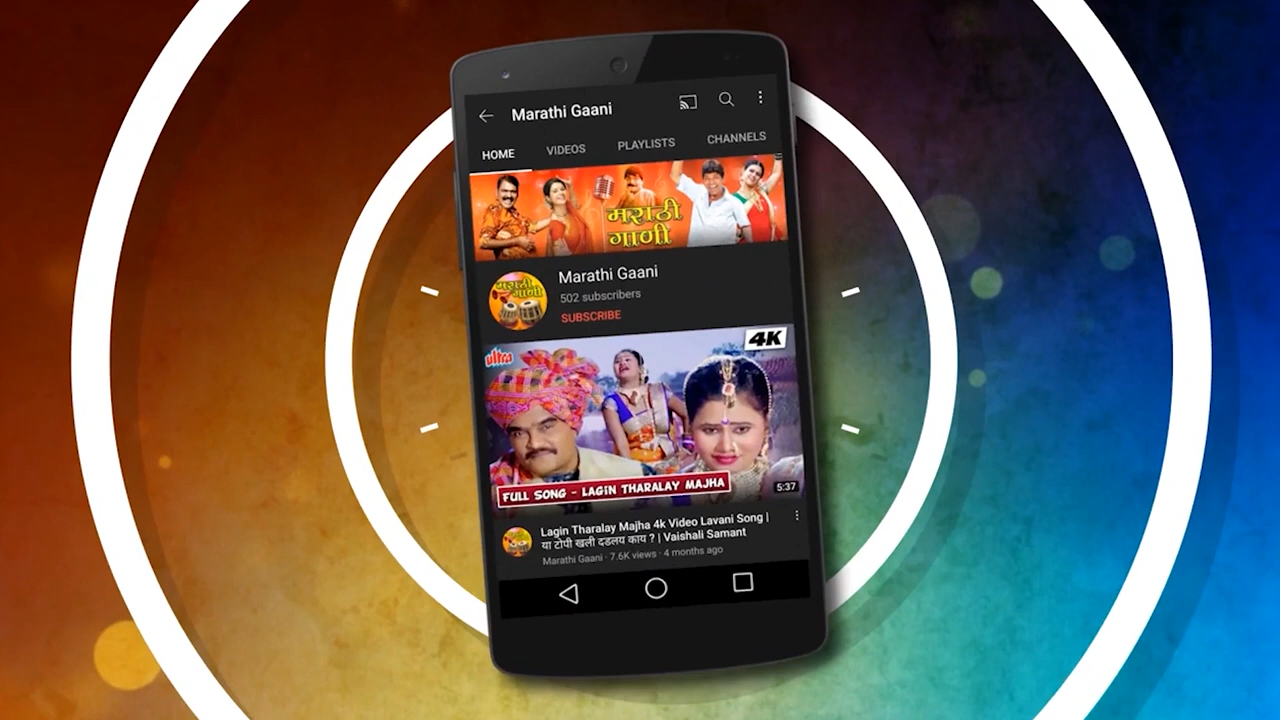 Marathi Gaani
HOME VIDEOS PLAYLISTS CHANNELS
मराठी
गाणी
मराठी
गाणी
Marathi Gaani
502 subscribers
SUBSCRIBE
ultra
4K
FULL SONG - LAGIN THARALAY MAJHA
5:37
Lagin Tharalay Majha 4k Video Lavani Song |
या टोपी खली दडलय काय ? | Vaishali Samant
Marathi Gaani · 7.6K views · 4 months ago